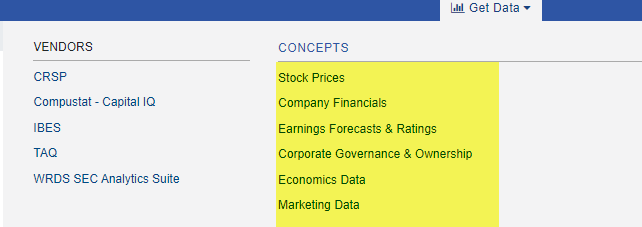 Get Data
VENDORS
CRSP
Compustat - Capital IQ
IBES
TAQ
WRDS SEC Analytics Suite
CONCEPTS
Stock Prices
Company Financials
Earnings Forecasts & Ratings
Corporate Governance & Ownership
Economics Data
Marketing Data